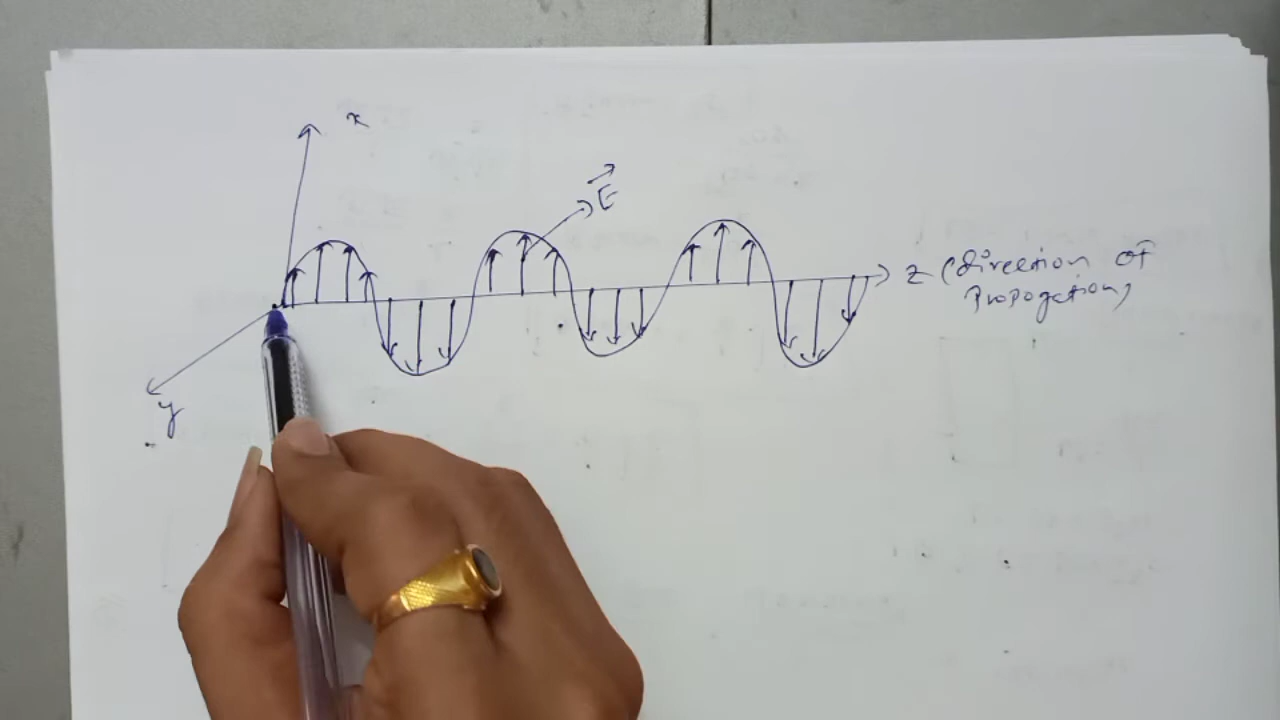 x
E⃗
z (direction of
propogation)
y